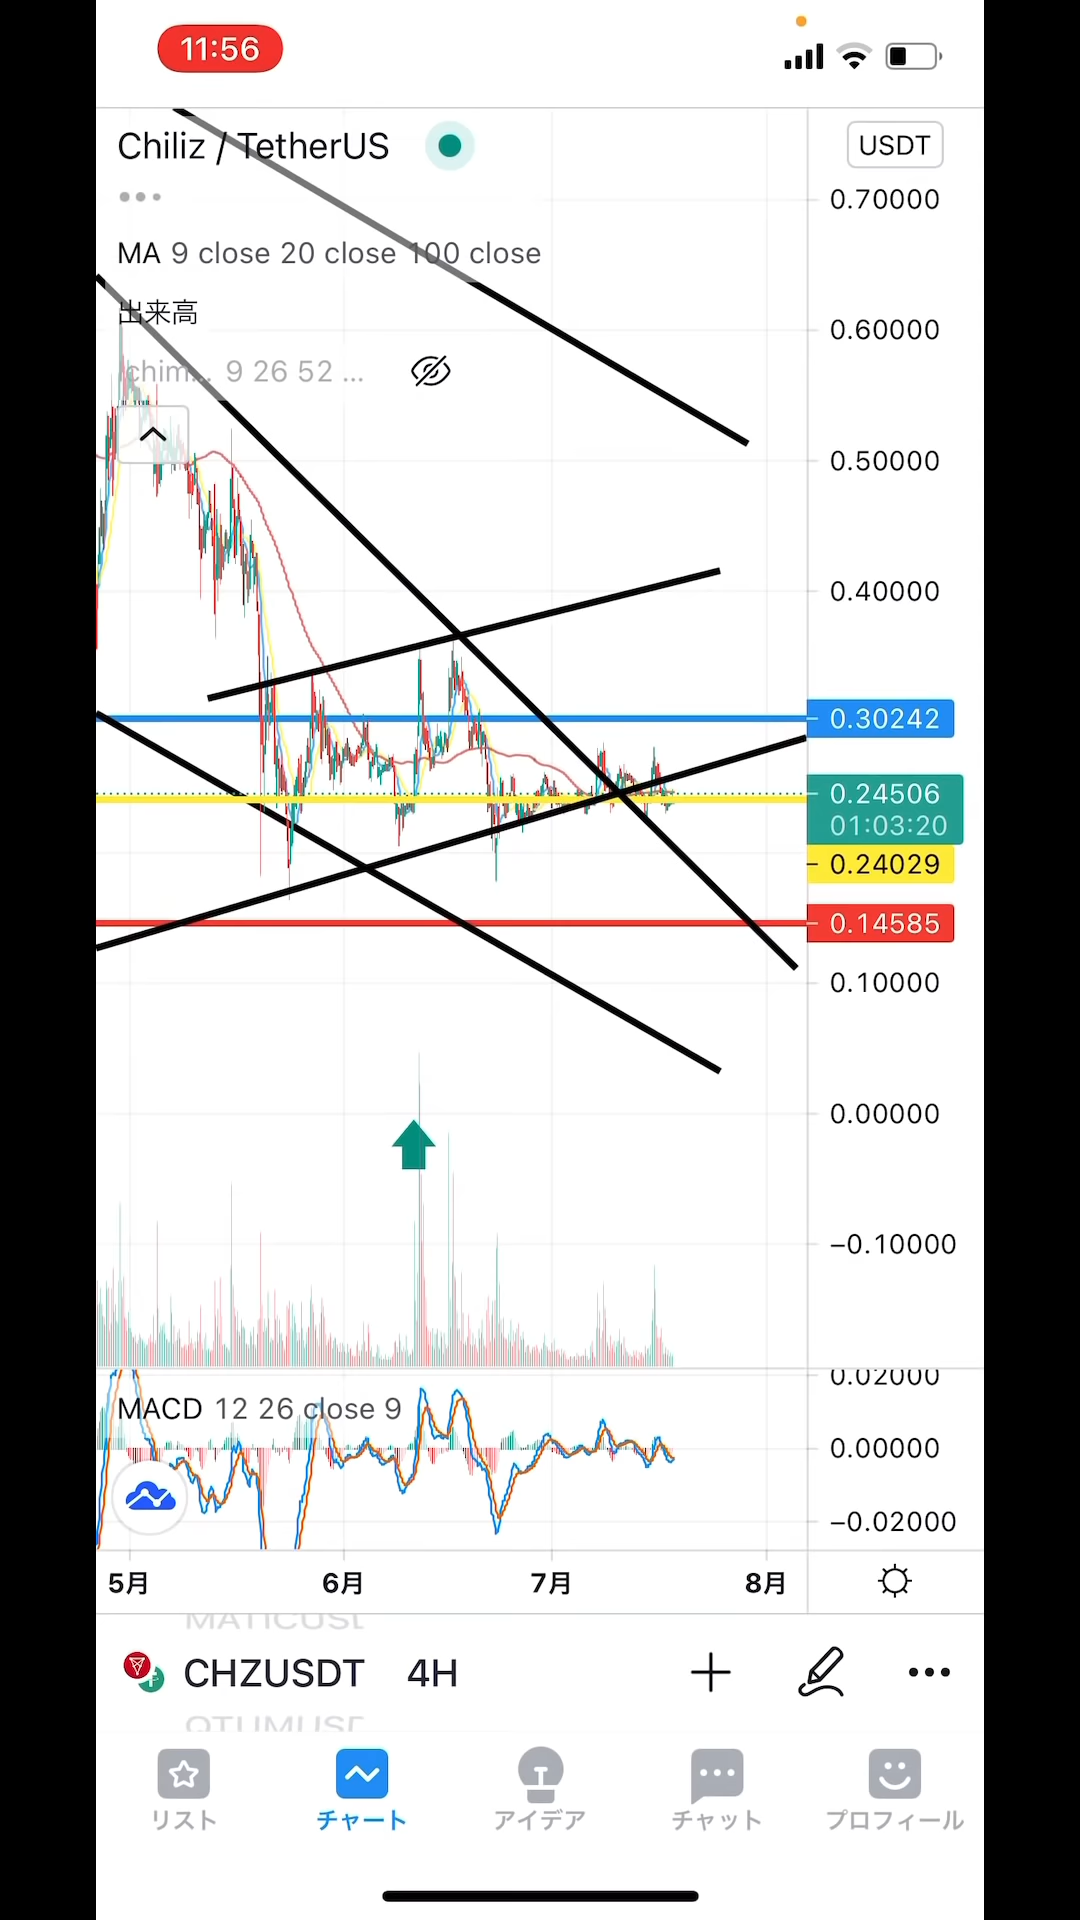 11:56
Chiliz / TetherUS
USDT
MA 9 close 20 close 100 close
出来高
Ichim... 9 26 52 ...
0.70000
0.60000
0.50000
0.40000
0.30242
0.24506
01:03:20
0.24029
0.14585
0.10000
0.00000
−0.10000
MACD 12 26 close 9
0.02000
0.00000
−0.02000
5月 6月 7月 8月
MATICUSD
CHZUSDT 4H
リスト
チャート
アイデア
チャット
プロフィール